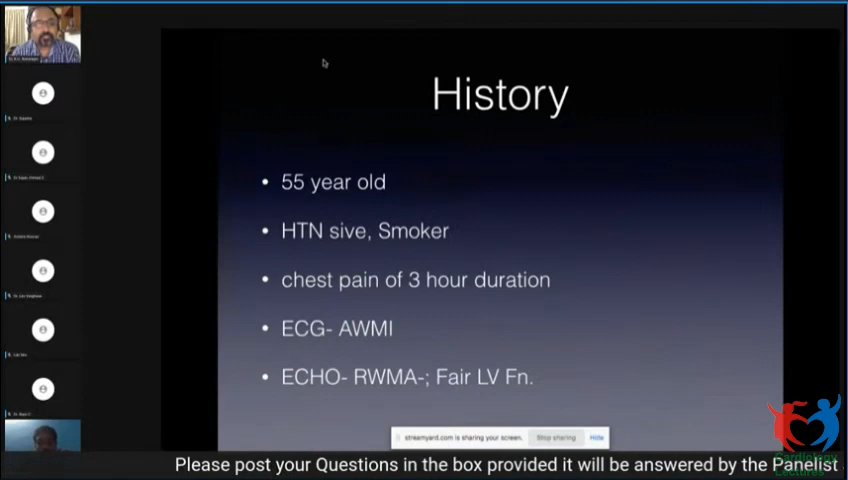 History
• 55 year old
• HTN sive, Smoker
• chest pain of 3 hour duration
• ECG- AWMI
• ECHO- RWMA-; Fair LV Fn.
streamyard.com is sharing your screen.
Stop sharing
Hide
Cardiology
Lectures
Please post your Questions in the box provided it will be answered by the Panelist